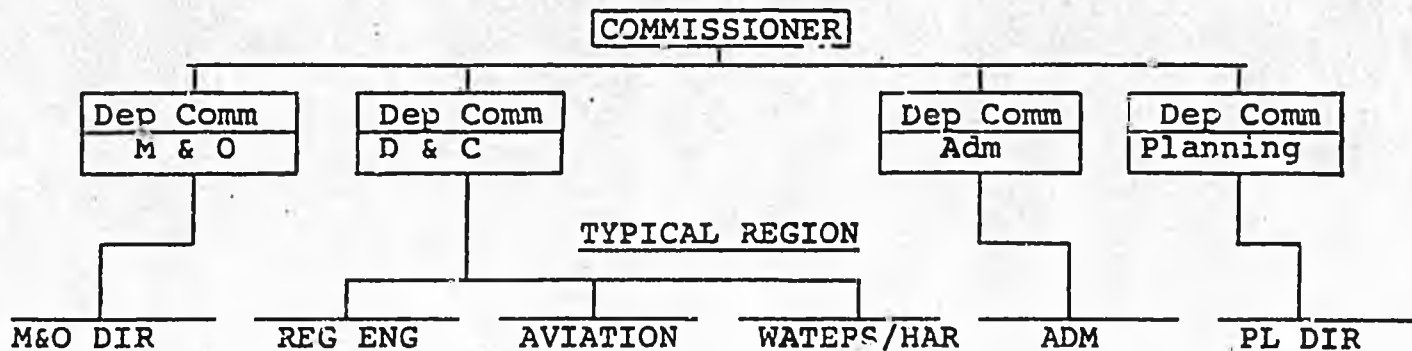 COMMISSIONER
Dep Comm Dep Comm Dep Comm Dep Comm
M & O D & C Adm Planning
TYPICAL REGION
M&O DIR REG ENG AVIATION WATERS/HAR ADM PL DIR